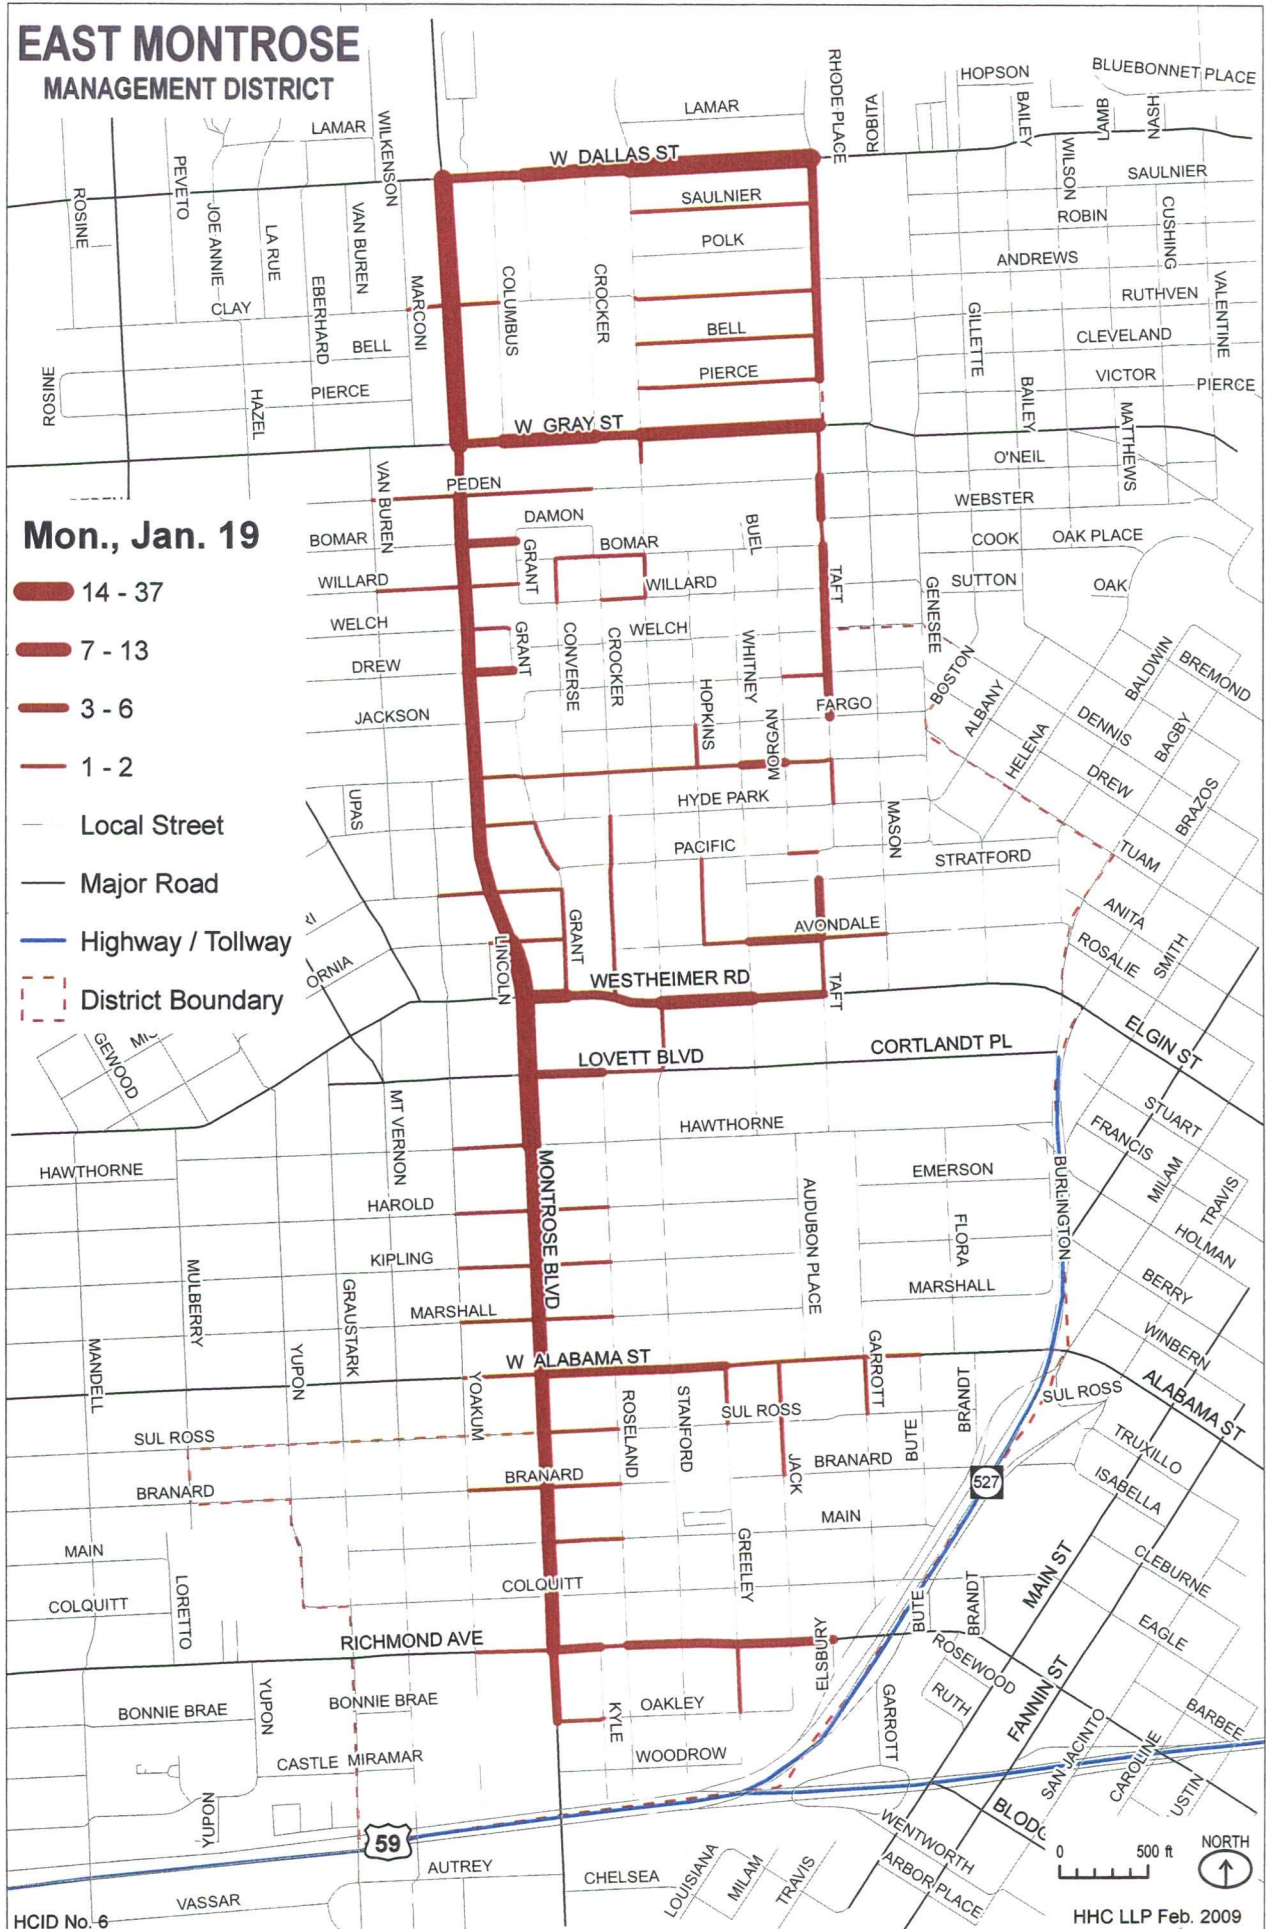 EAST MONTROSE
MANAGEMENT DISTRICT
HOPSON
BLUEBONNET PLACE
LAMAR
RHODE PLACE
ROBITA
BAILEY
LAMB
NASH
LAMAR
WILKENSON
W DALLAS ST
WILSON
SAULNIER
PEVETO
ROSINE
JOE ANNIE
LA RUE
VAN BUREN
SAULNIER
ROBIN
CUSHING
POLK
ANDREWS
EBERHARD
MARCONI
COLUMBUS
CROCKER
RUTHVEN
VALENTINE
CLAY
GILLETTE
BELL
CLEVELAND
BELL
PIERCE
ROSINE
HAZEL
PIERCE
BAILEY
VICTOR
PIERCE
W GRAY ST
MATTHEWS
O'NEIL
VAN BUREN
PEDEN
WEBSTER
Mon., Jan. 19
DAMON
BUEL
BOMAR
GRANT
BOMAR
COOK
OAK PLACE
14 - 37
WILLARD
WILLARD
TAFT
GENESEE
SUTTON
OAK
WELCH
GRANT
CONVERSE
CROCKER
WELCH
WHITNEY
7 - 13
DREW
BOSTON
BALDWIN
BREMOND
3 - 6
JACKSON
HOPKINS
MORGAN
FARGO
ALBANY
DENNIS
BAGBY
HELENA
1 - 2
DREW
UPAS
HYDE PARK
MASON
BRAZOS
Local Street
PACIFIC
STRATFORD
TUAM
Major Road
ANITA
GRANT
AVONDALE
ROSALIE
SMITH
Highway / Tollway
LINCOLN
ORNIA
WESTHEIMER RD
TAFT
District Boundary
ELGIN ST
GEWOOD
LOVETT BLVD
CORTLANDT PL
MT VERNON
HAWTHORNE
STUART
FRANCIS
HAWTHORNE
MONTROSE BLVD
AUDUBON PLACE
EMERSON
BURLINGTON
MILAM
TRAVIS
HAROLD
FLORA
HOLMAN
KIPLING
MULBERRY
GRAUSTARK
MARSHALL
MARSHALL
BERRY
WINBERN
MANDELL
YUPON
W ALABAMA ST
GARROTT
YOAKUM
ROSELAND
STANFORD
BRANDT
SUL ROSS
ALABAMA ST
SUL ROSS
SUL ROSS
BUTE
TRUXILLO
BRANARD
BRANARD
JACK
BRANARD
527
ISABELLA
MAIN
MAIN
GREELEY
MAIN ST
CLEBURNE
COLQUITT
LORETTO
COLQUITT
BUTE
BRANDT
EAGLE
RICHMOND AVE
ELSBURY
ROSEWOOD
FANNIN ST
YUPON
BONNIE BRAE
BONNIE BRAE
KYLE
OAKLEY
GARROTT
RUTH
SAN JACINTO
CAROLINE
BARBEE
CASTLE MIRAMAR
WOODROW
USTIN
YUPON
59
BLODG
WENTWORTH
0 500 ft
NORTH
AUTREY
CHELSEA
LOUISIANA
MILAM
TRAVIS
ARBOR PLACE
VASSAR
HCID No. 6
HHC LLP Feb. 2009